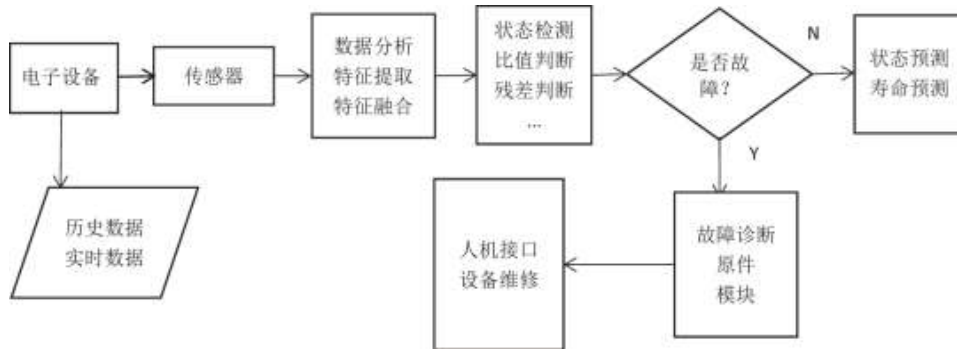 电子设备
传感器
数据分析
特征提取
特征融合
状态检测
比值判断
残差判断
...
是否故
障?
N
状态预测
寿命预测
Y
历史数据
实时数据
人机接口
设备维修
故障诊断
原件
模块